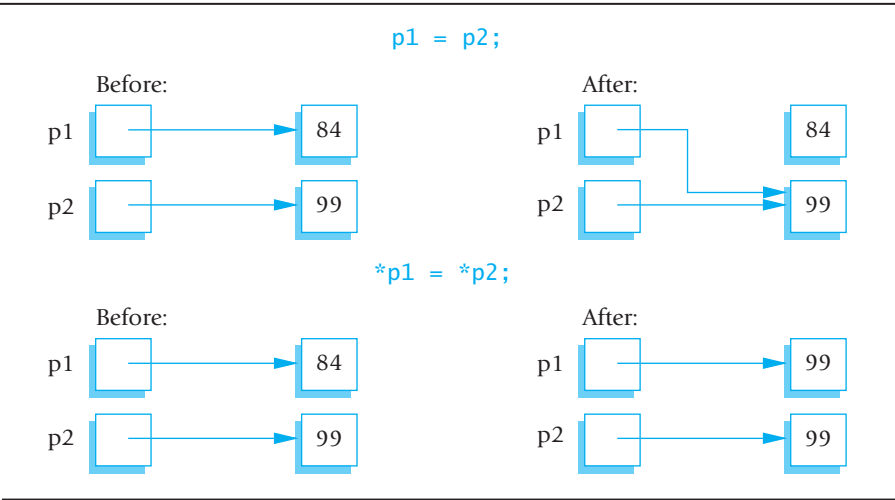 p1 = p2;
Before: After:
p1 84 p1 84
p2 99 p2 99
*p1 = *p2;
Before: After:
p1 84 p1 99
p2 99 p2 99